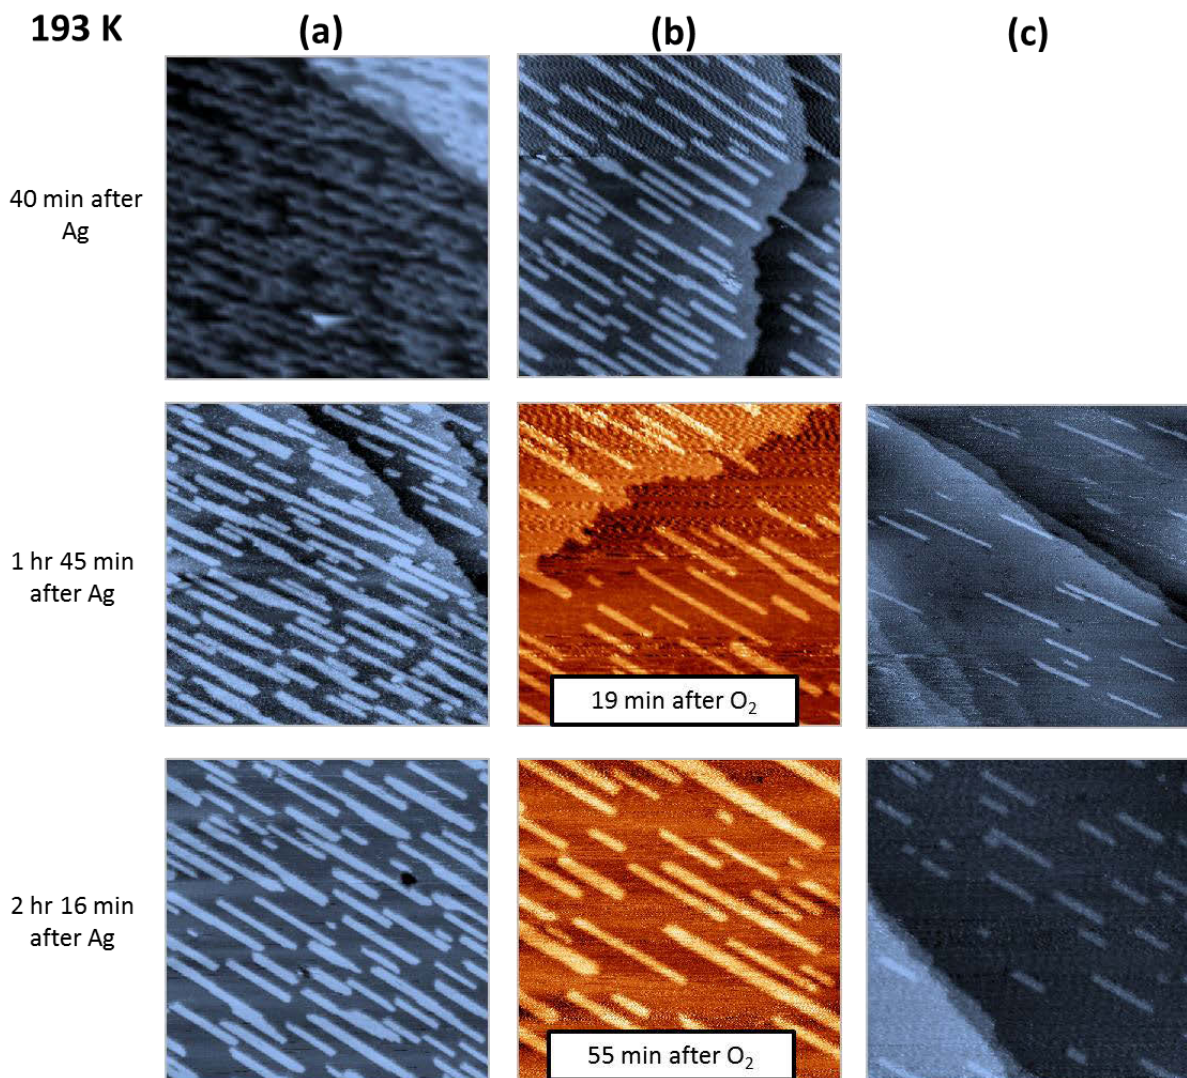 193 K
(a)
(b)
(c)
40 min after
Ag
1 hr 45 min
after Ag
19 min after O₂
2 hr 16 min
after Ag
55 min after O₂